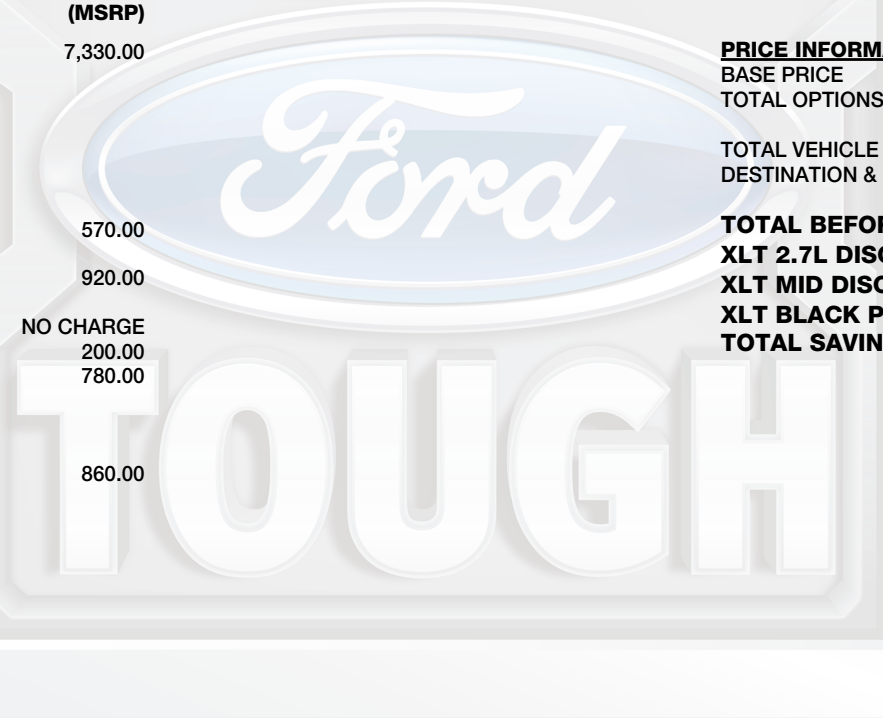 (MSRP)
7,330.00
570.00
920.00
NO CHARGE
200.00
780.00
860.00
PRICE INFORM
BASE PRICE
TOTAL OPTIONS
TOTAL VEHICLE
DESTINATION &
TOTAL BEFOR
XLT 2.7L DISC
XLT MID DISC
XLT BLACK P
TOTAL SAVIN
Ford
TOUGH